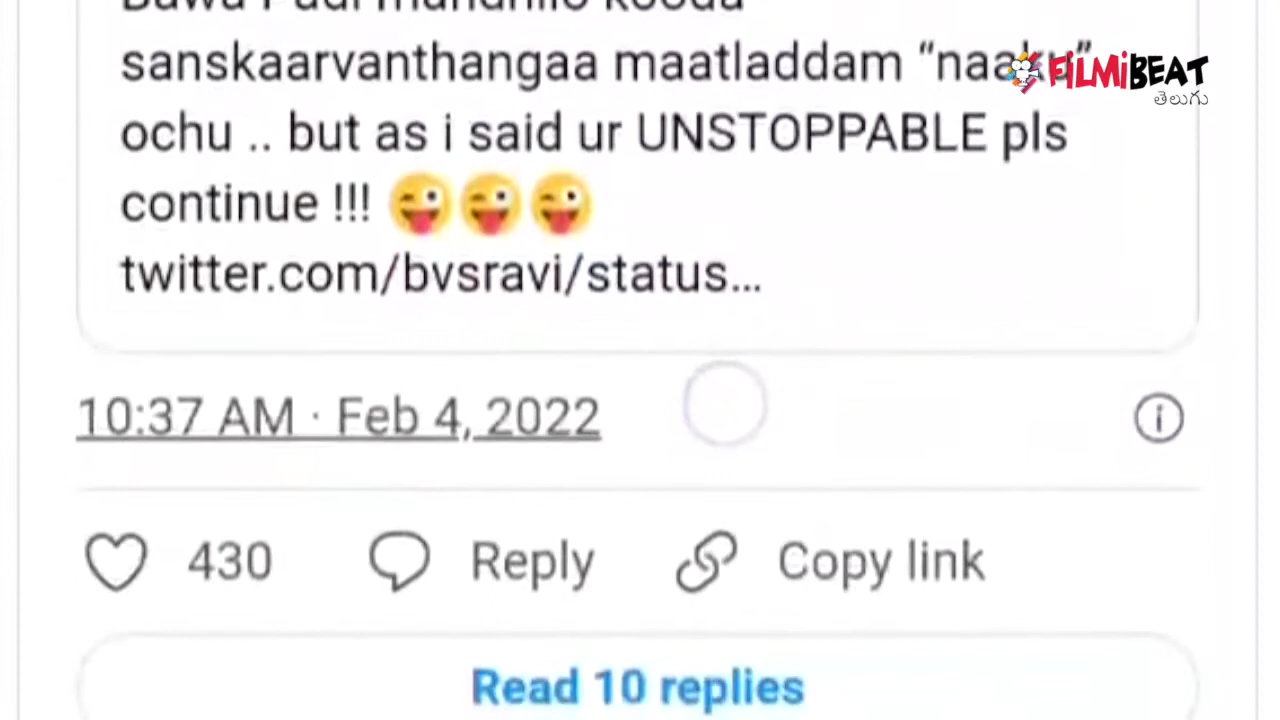 sanskaarvanthangaa maatladdam “naaku”
ochu .. but as i said ur UNSTOPPABLE pls
continue !!! 😜😜😜
twitter.com/bvsravi/status...
FILMiBEAT
తెలుగు
10:37 AM · Feb 4, 2022
430 Reply Copy link
Read 10 replies